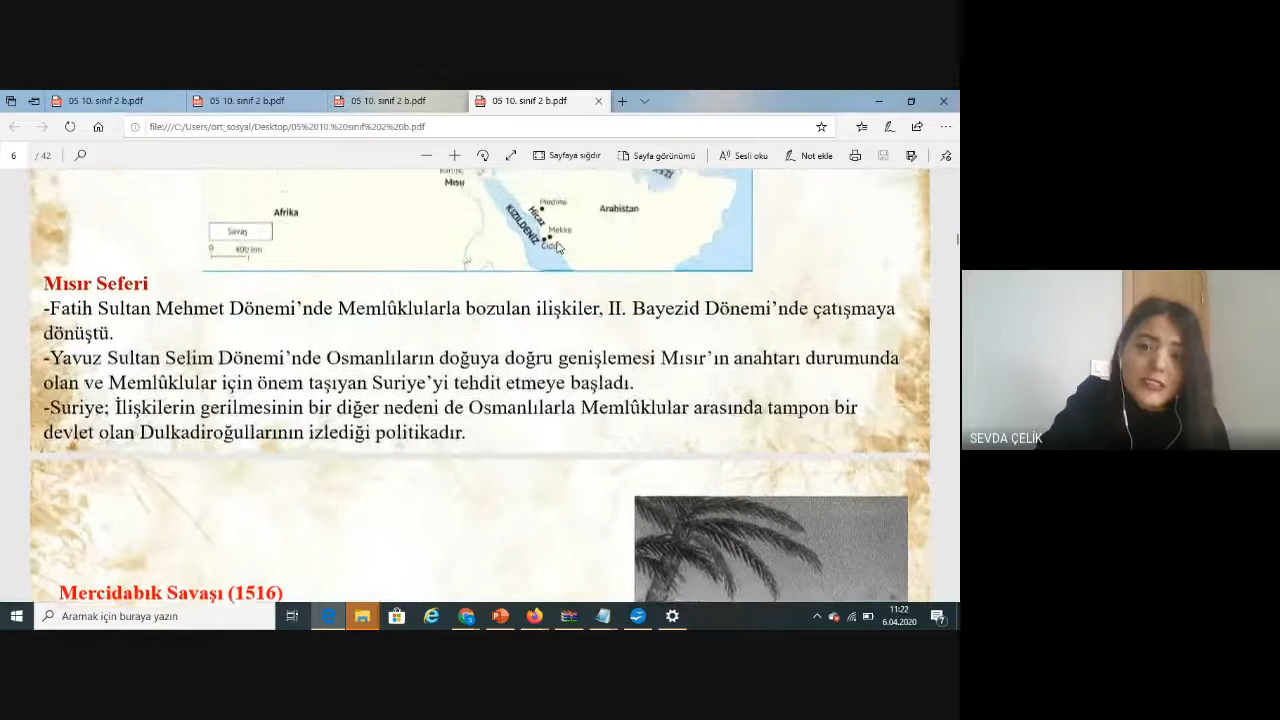 05 10. sınıf 2 b.pdf
05 10. sınıf 2 b.pdf
05 10. sınıf 2 b.pdf
05 10. sınıf 2 b.pdf
file:///C:/Users/ort_sosyal/Desktop/05%2010.%20sınıf%202%20b.pdf
6 / 42
Sayfaya sığdır
Sayfa görünümü
Sesli oku
Not ekle
Mısır
Afrika
Medine
Hicaz
Arabistan
KIZILDENİZ
Mekke
Savaş
0 400 km
Mısır Seferi
-Fatih Sultan Mehmet Dönemi’nde Memlûklularla bozulan ilişkiler, II. Bayezid Dönemi’nde çatışmaya
dönüştü.
-Yavuz Sultan Selim Dönemi’nde Osmanlıların doğuya doğru genişlemesi Mısır’ın anahtarı durumunda
olan ve Memlûklular için önem taşıyan Suriye’yi tehdit etmeye başladı.
-Suriye; İlişkilerin gerilmesinin bir diğer nedeni de Osmanlılarla Memlûklular arasında tampon bir
devlet olan Dulkadiroğullarının izlediği politikadır.
Mercidabık Savaşı (1516)
SEVDA ÇELİK
Aramak için buraya yazın
11:22
6.04.2020